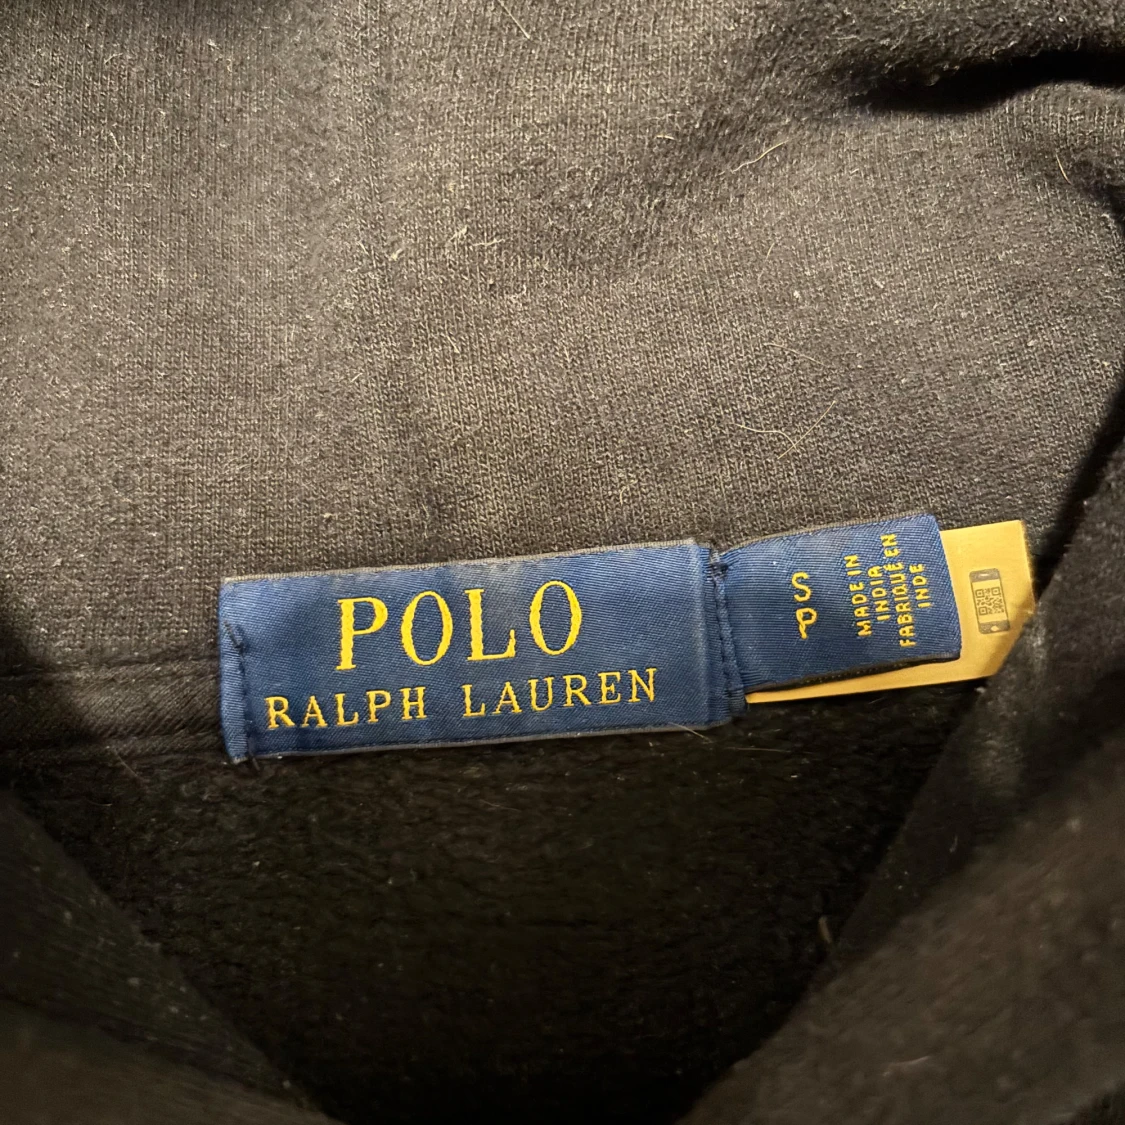 POLO
RALPH LAUREN
S
P
MADE IN
INDIA
FABRIQUÉ EN
INDE